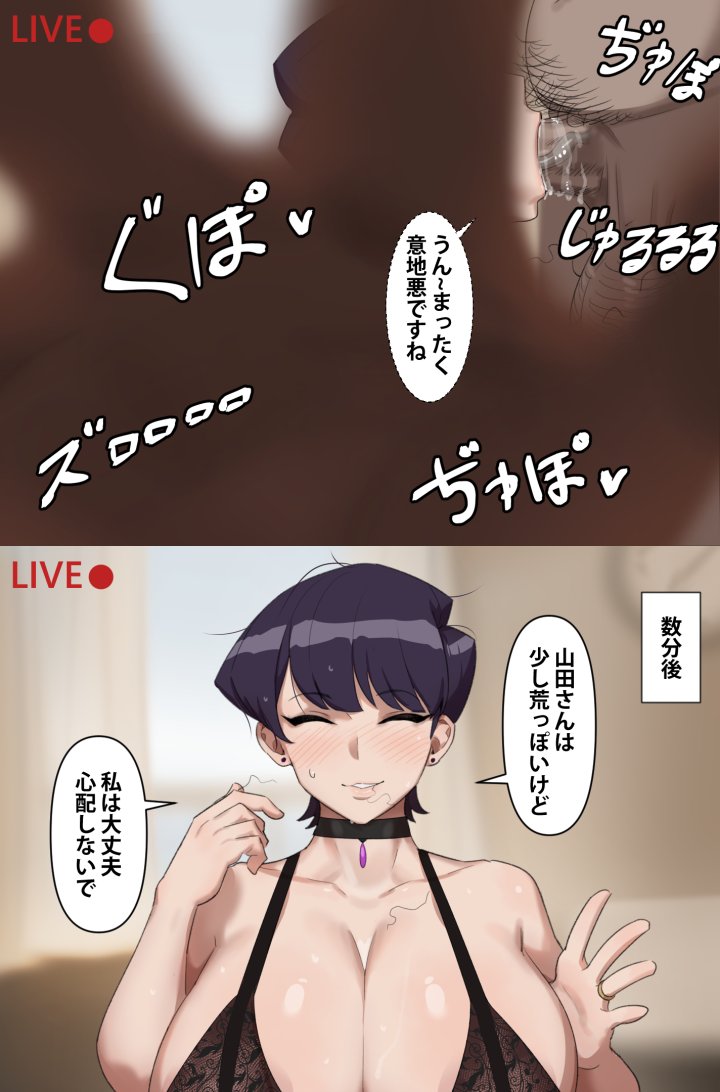 LIVE
ぢゅぽ
じゅるるる
うん~まったく
意地悪ですね
ぐぽ
ズロロロロ
ぢゅぽ
LIVE
数分後
山田さんは
少し荒っぽいけど
私は大丈夫
心配しないで